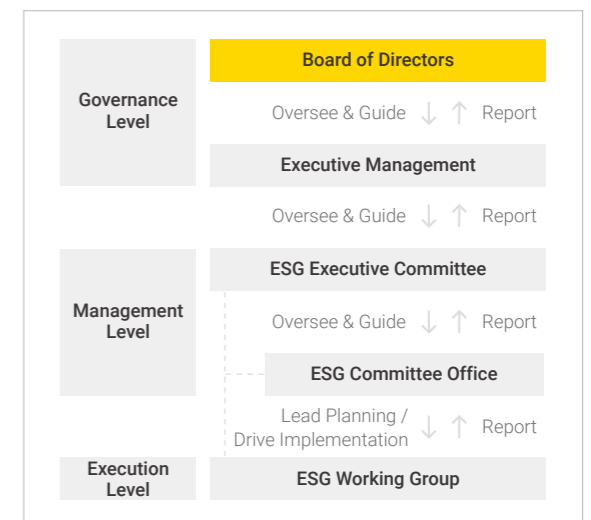 Board of Directors
Governance
Level
Oversee & Guide ↓ ↑ Report
Executive Management
Oversee & Guide ↓ ↑ Report
ESG Executive Committee
Management
Level
Oversee & Guide ↓ ↑ Report
ESG Committee Office
Lead Planning /
Drive Implementation ↓ ↑ Report
Execution
Level
ESG Working Group